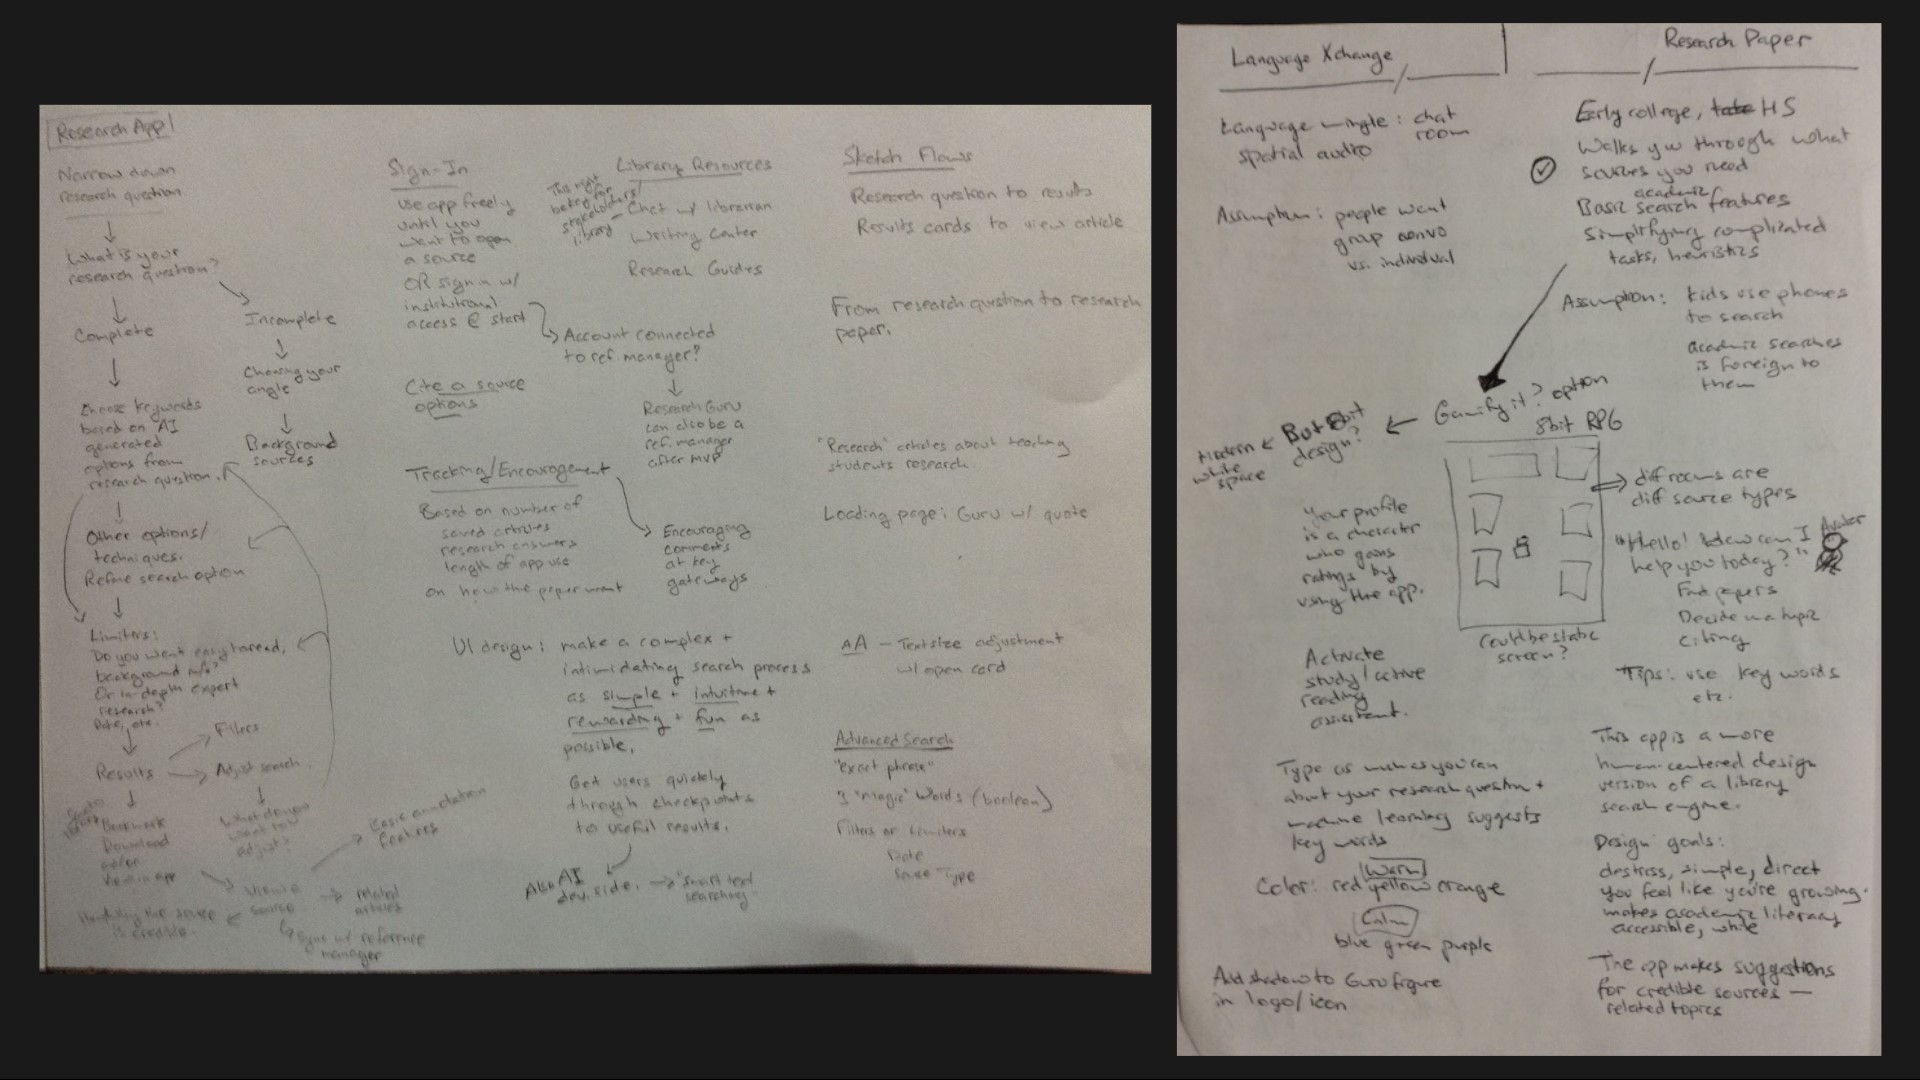 Research App!
Narrow down
research question
What is your
research question?
Complete
Incomplete
Choosing your
angle
Background
sources
Choose keywords
based on AI
generated
options from
research question.
Other options/
techniques.
Refine search option
Limiters:
Do you want easy to read,
background info?
Or in-depth expert
research?
Date, etc.
Results
Filters
Adjust search
What do you
want to
adjust?
Bookmark
Download
View in app
View a
source
Easie annotation
features
related
articles
Sync w/ reference
manager
is credible.
Sign-In
use app freely
until you
want to open
a source
OR sign in w/
institutional
access @ start
Account connected
to ref. manager?
Research Guru
can also be a
ref. manager
after MVP
Cite a source
options
Tracking/Encouragement
Based on number of
saved articles
research answers
length of app use
on how the paper went
Encouraging
comments
at key
gateways
UI design: make a complex +
intimidating search process
as simple + intuitive +
rewarding + fun as
possible.
Get users quickly
through checkpoints
to useful results.
Also AI
dev. side.
"Smart text
searching"
Library Resources
This might
be key for
stakeholders/
library
Chat w/ librarian
Writing Center
Research Guides
Sketch Flows
Research question to results
Results cards to view article
From research question to research
paper.
"Research" articles about teaching
students research.
Loading page: Guru w/ quote
AA - Text size adjustment
w/ open card
Advanced Search
"exact phrase"
3 "Magic" Words (boolean)
Filters or Limiters
Date
Source Type
Language Xchange
Language mingle: chat
room
spatial audio
Assumption: people want
group convo
vs. individual
Research Paper
Early college, HS
Walks you through what
sources you need
Basic academic search features
Simplifying complicated
tasks, heuristics
Assumption: kids use phones
to search
academic searches
is foreign to
them
Gamify it? option
8bit RPG
But 8bit
design?
Modern
white
space
diff rooms are
diff source types
Your profile
is a character
who gains
ratings by
using the app.
"Hello! How can I
help you today?"
Avatar
Find papers
Decide on a topic
Citing
could be static
screen?
Tips: use key words
etc.
Activate
study/active
reading
assistant.
Type as much as you can
about your research question +
machine learning suggests
key words
Warm
Color: red yellow orange
Calm
blue green purple
Add shadow to Guru figure
in logo/icon
This app is a more
human-centered design
version of a library
search engine.
Design goals:
destress, simple, direct
you feel like you're growing.
makes academic literacy
accessible, while
The app makes suggestions
for credible sources —
related topics